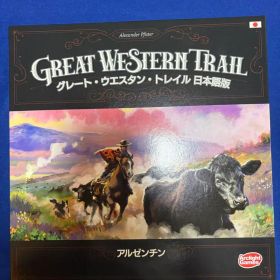 Alexander Pfister
GREAT WESTERN TRAIL
グレート・ウエスタン・トレイル 日本語版
アルゼンチン
Arclight
Games